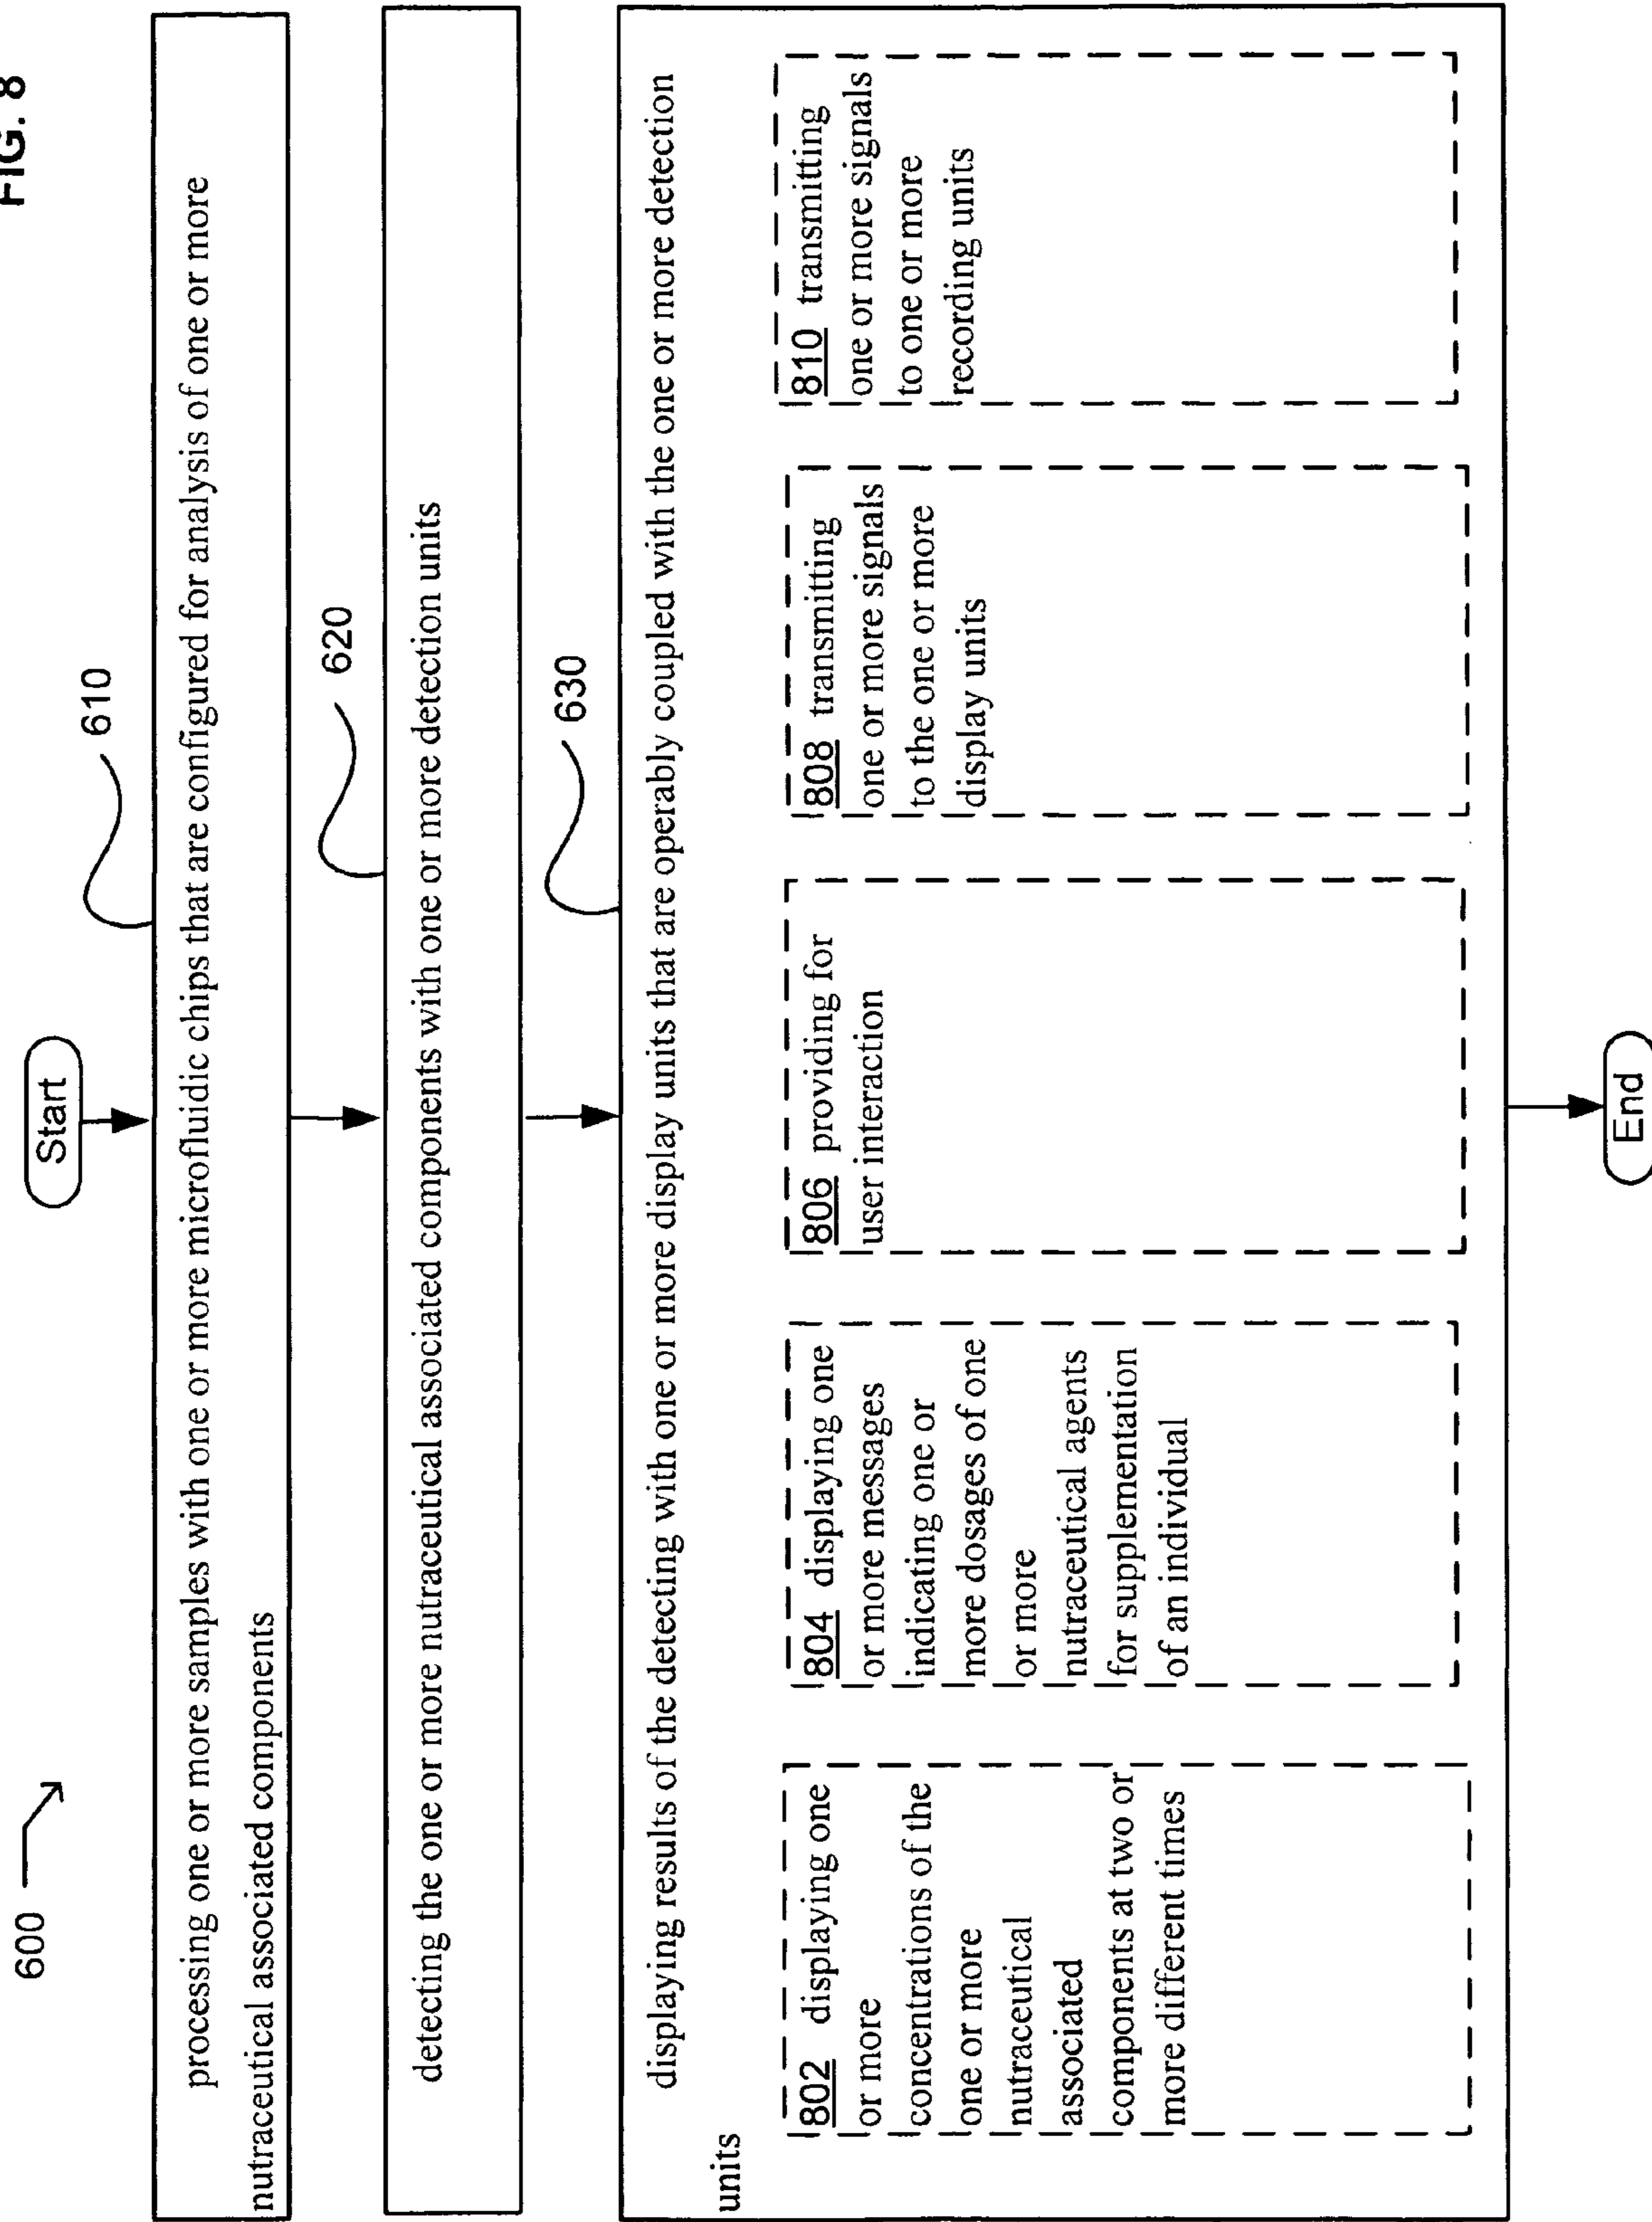 FIG. 8
600
Start
610
processing one or more samples with one or more microfluidic chips that are configured for analysis of one or more
nutraceutical associated components
620
detecting the one or more nutraceutical associated components with one or more detection units
630
displaying results of the detecting with one or more display units that are operably coupled with the one or more detection
units
802 displaying one
or more
concentrations of the
one or more
nutraceutical
associated
components at two or
more different times
804 displaying one
or more messages
indicating one or
more dosages of one
or more
nutraceutical agents
for supplementation
of an individual
806 providing for
user interaction
808 transmitting
one or more signals
to the one or more
display units
810 transmitting
one or more signals
to one or more
recording units
End